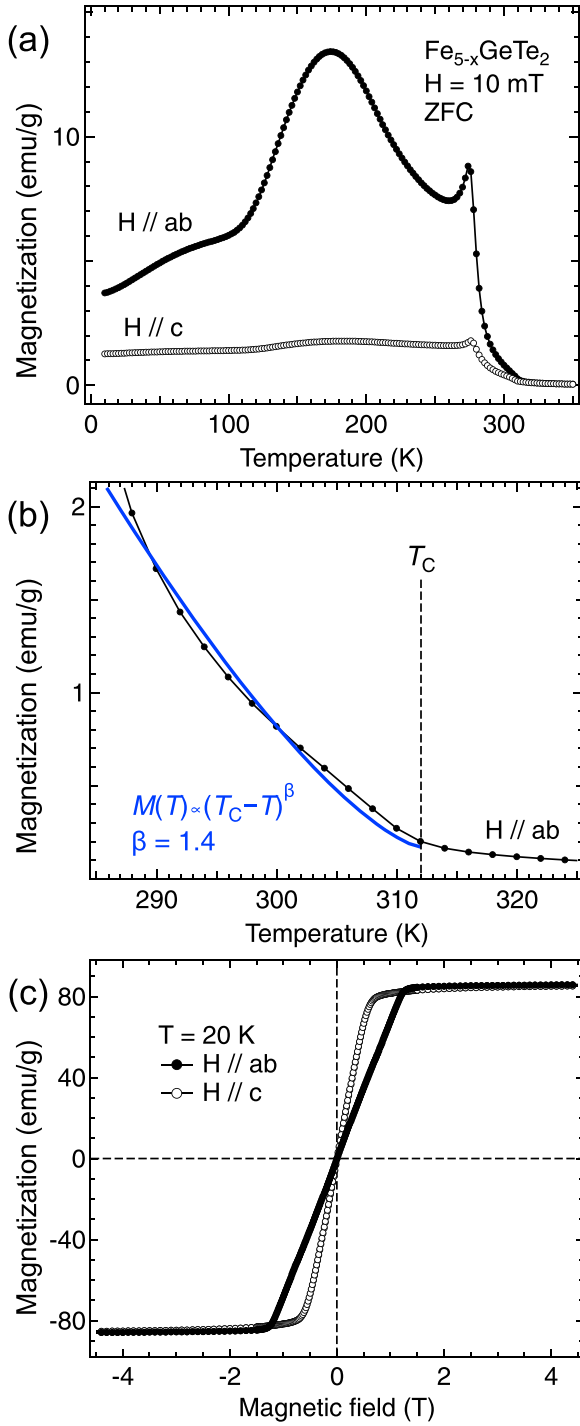 (a)
Fe5-xGeTe2
H = 10 mT
ZFC
H // ab
H // c
10
0
Magnetization (emu/g)
0 100 200 300
Temperature (K)
(b)
2
1
Magnetization (emu/g)
TC
M(T)∝(TC−T)^β
β = 1.4
H // ab
290 300 310 320
Temperature (K)
(c)
80
40
0
-40
-80
Magnetization (emu/g)
T = 20 K
H // ab
H // c
-4 -2 0 2 4
Magnetic field (T)